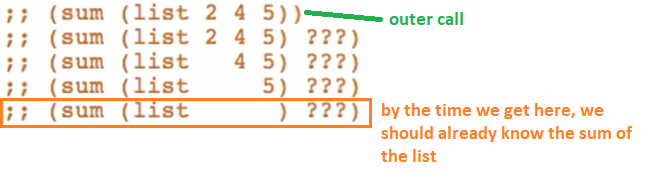 ;; (sum (list 2 4 5))
outer call
;; (sum (list 2 4 5) ???)
;; (sum (list   4 5) ???)
;; (sum (list     5) ???)
;; (sum (list      ) ???)
by the time we get here, we
should already know the sum of
the list